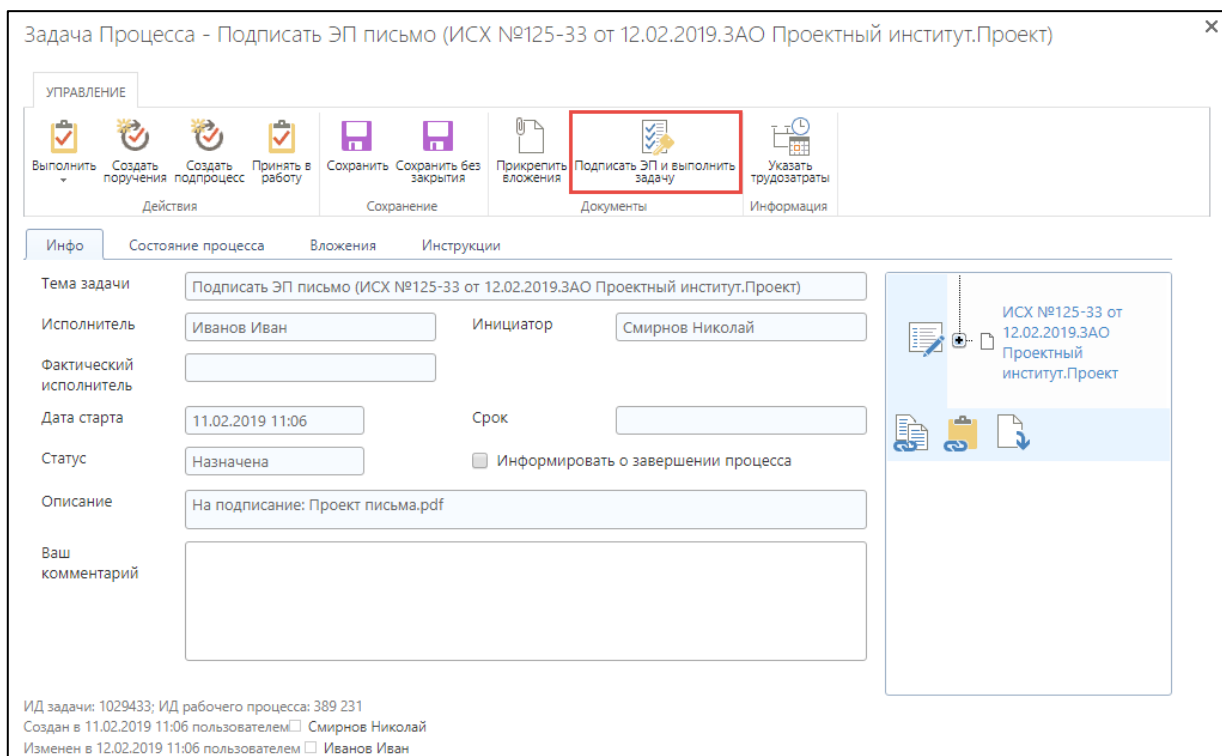 Задача Процесса - Подписать ЭП письмо (ИСХ №125-33 от 12.02.2019.ЗАО Проектный институт.Проект)
УПРАВЛЕНИЕ
Выполнить
Создать поручения
Создать подпроцесс
Принять в работу
Действия
Сохранить
Сохранить без закрытия
Сохранение
Прикрепить вложения
Подписать ЭП и выполнить задачу
Документы
Указать трудозатраты
Информация
Инфо Состояние процесса Вложения Инструкции
Тема задачи Подписать ЭП письмо (ИСХ №125-33 от 12.02.2019.ЗАО Проектный институт.Проект)
Исполнитель Иванов Иван Инициатор Смирнов Николай
Фактический
исполнитель
Дата старта 11.02.2019 11:06 Срок
Статус Назначена Информировать о завершении процесса
Описание На подписание: Проект письма.pdf
Ваш
комментарий
ИСХ №125-33 от
12.02.2019.ЗАО
Проектный
институт.Проект
ИД задачи: 1029433; ИД рабочего процесса: 389 231
Создан в 11.02.2019 11:06 пользователем Смирнов Николай
Изменен в 12.02.2019 11:06 пользователем Иванов Иван